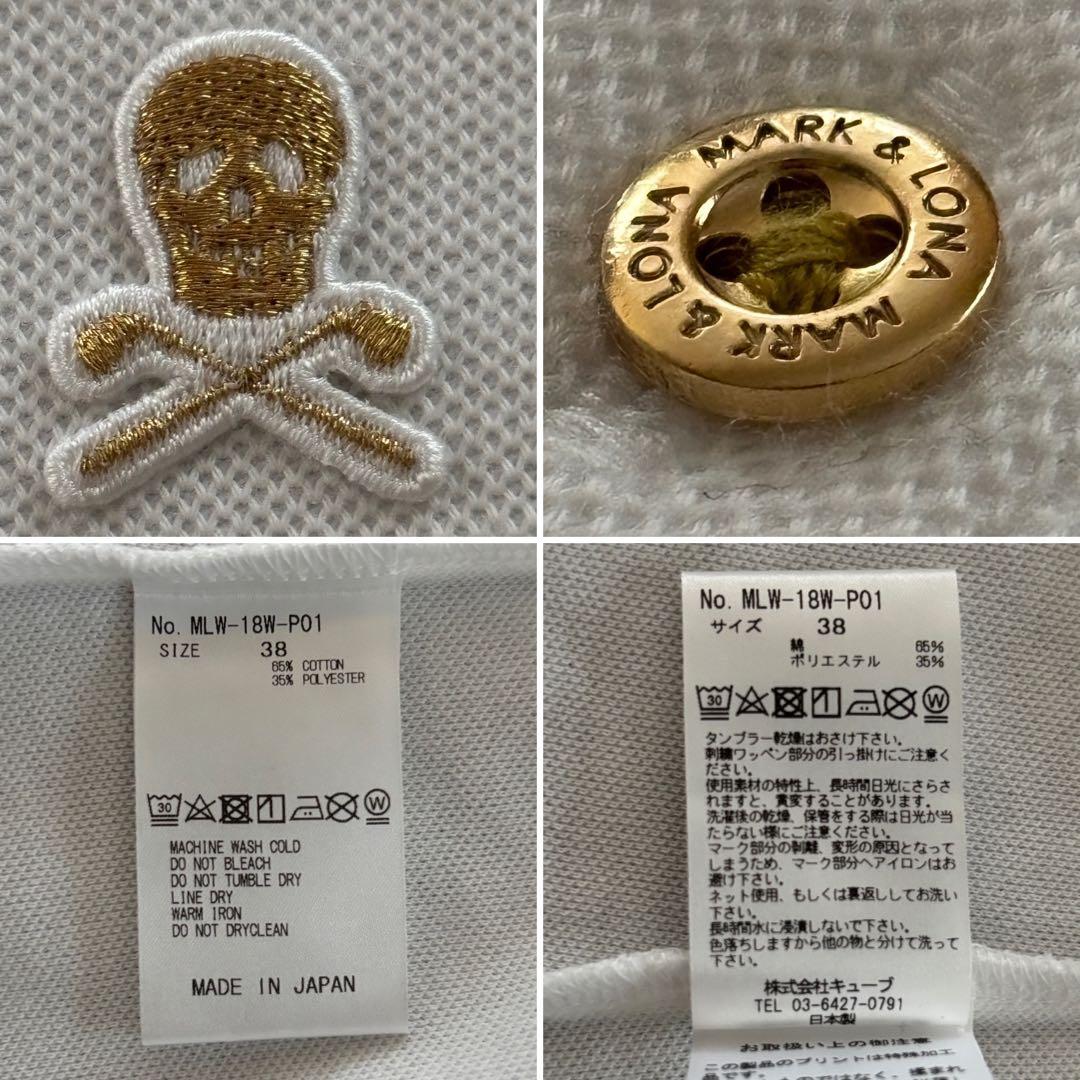 MARK & LONA MARK & LONA
No. MLW-18W-P01
SIZE 38
65% COTTON
35% POLYESTER
30
W
MACHINE WASH COLD
DO NOT BLEACH
DO NOT TUMBLE DRY
LINE DRY
WARM IRON
DO NOT DRYCLEAN
MADE IN JAPAN
No. MLW-18W-P01
サイズ 38
綿 65%
ポリエステル 35%
30
W
タンブラー乾燥はおさけ下さい。
刺繍ワッペン部分の引っ掛けにご注意く
ださい。
使用素材の特性上、長時間日光にさらさ
れますと、黄変することがあります。
洗濯後の乾燥、保管をする際は日光が当
たらない様にご注意ください。
マーク部分の剥離、変形の原因となって
しまうため、マーク部分へアイロンはお
避け下さい。
ネット使用、もしくは裏返ししてお洗い
下さい。
長時間水に浸漬しないで下さい。
色落ちしますから他の物と分けて洗って
下さい。
株式会社キューブ
TEL 03-6427-0791
日本製
お取扱い上の御注意
この製品のプリントは特殊加工
品です。